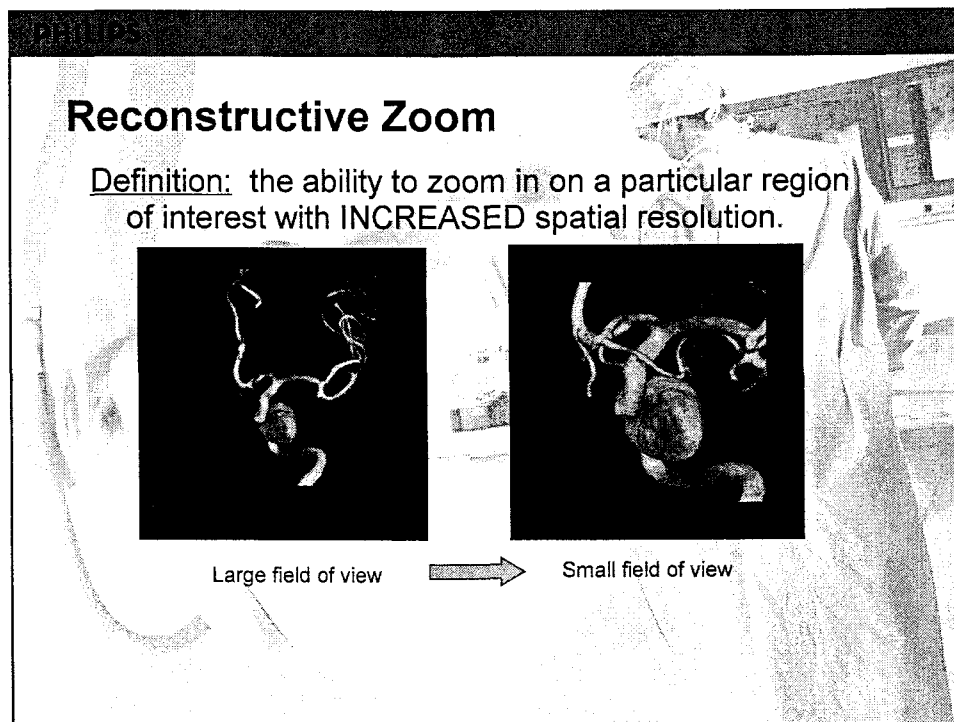 PHILIPS
Reconstructive Zoom
Definition: the ability to zoom in on a particular region
of interest with INCREASED spatial resolution.
Large field of view
Small field of view